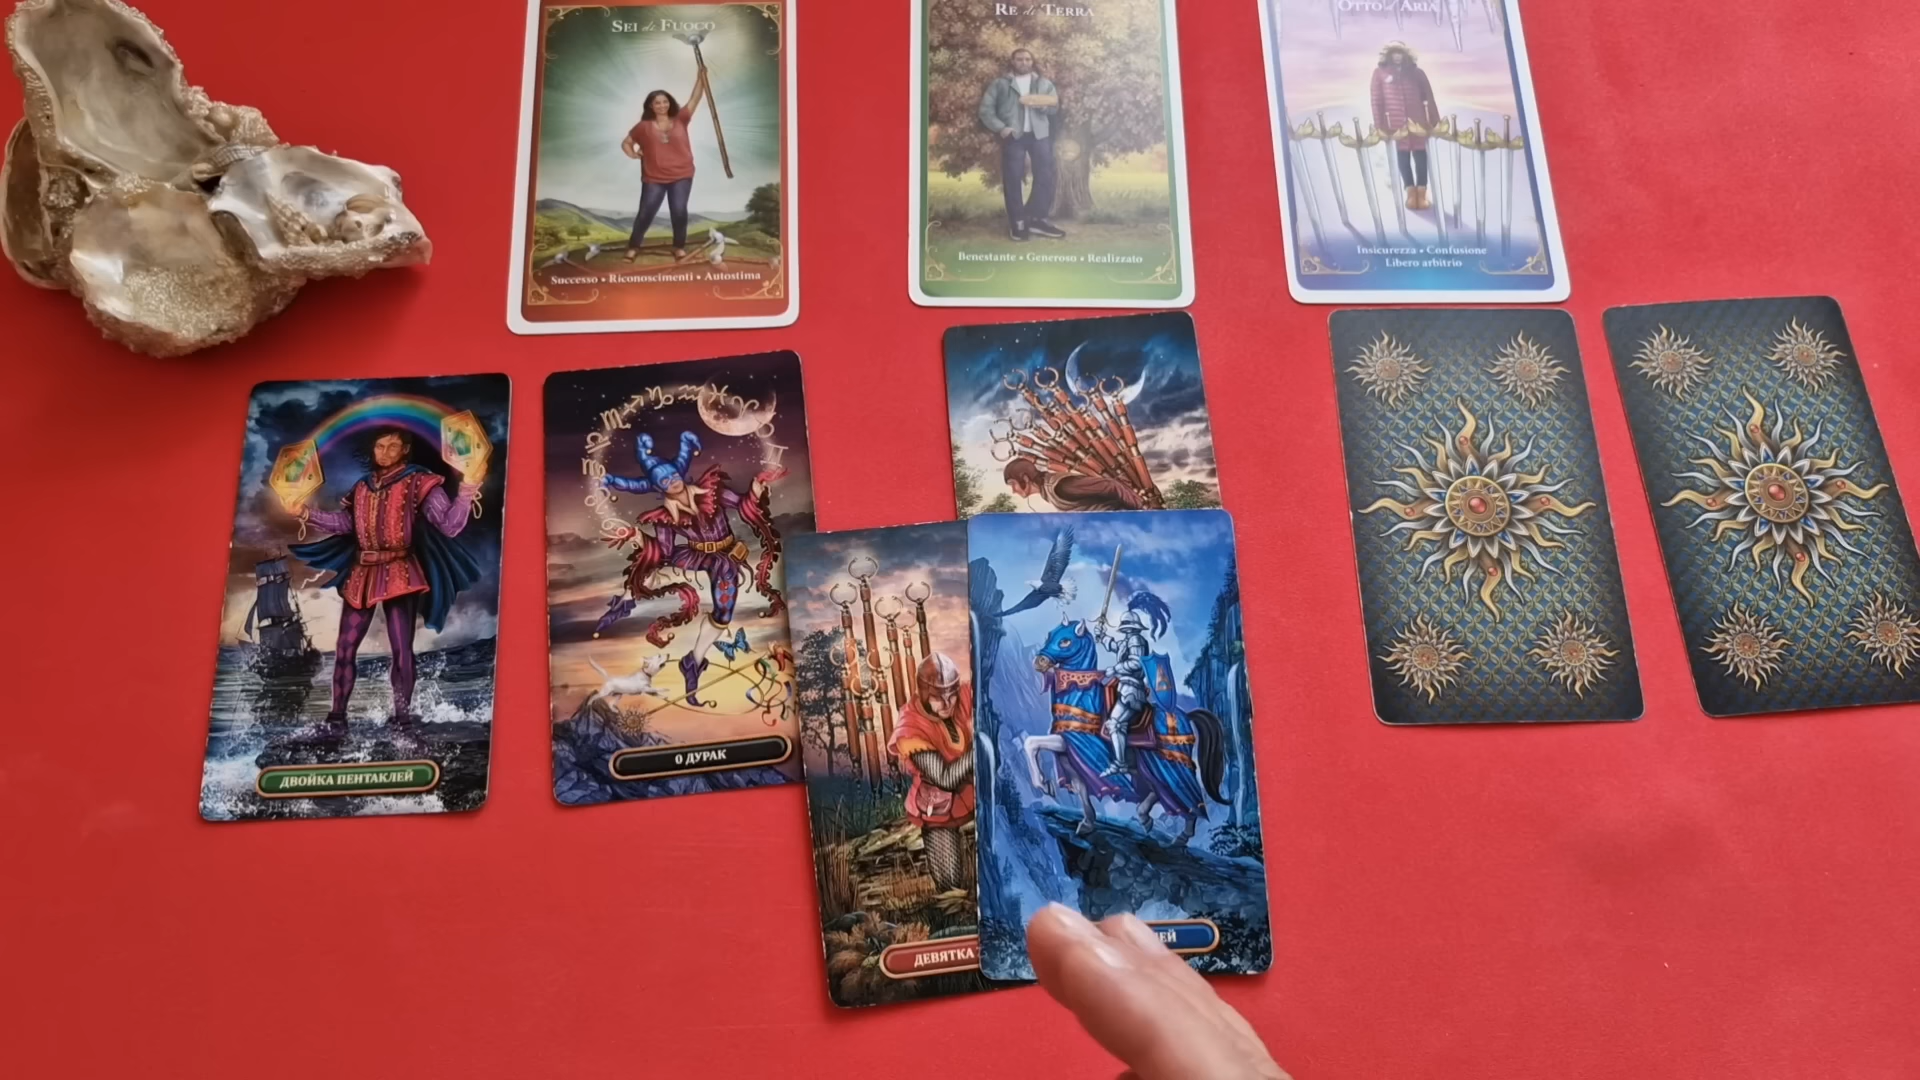 Sei di Fuoco
Re di Terra
Otto d'Aria
Successo • Riconoscimenti • Autostima
Benestante • Generoso • Realizzato
Insicurezza • Confusione
Libero arbitrio
ДВОЙКА ПЕНТАКЛЕЙ
0 ДУРАК
ДЕВЯТКА